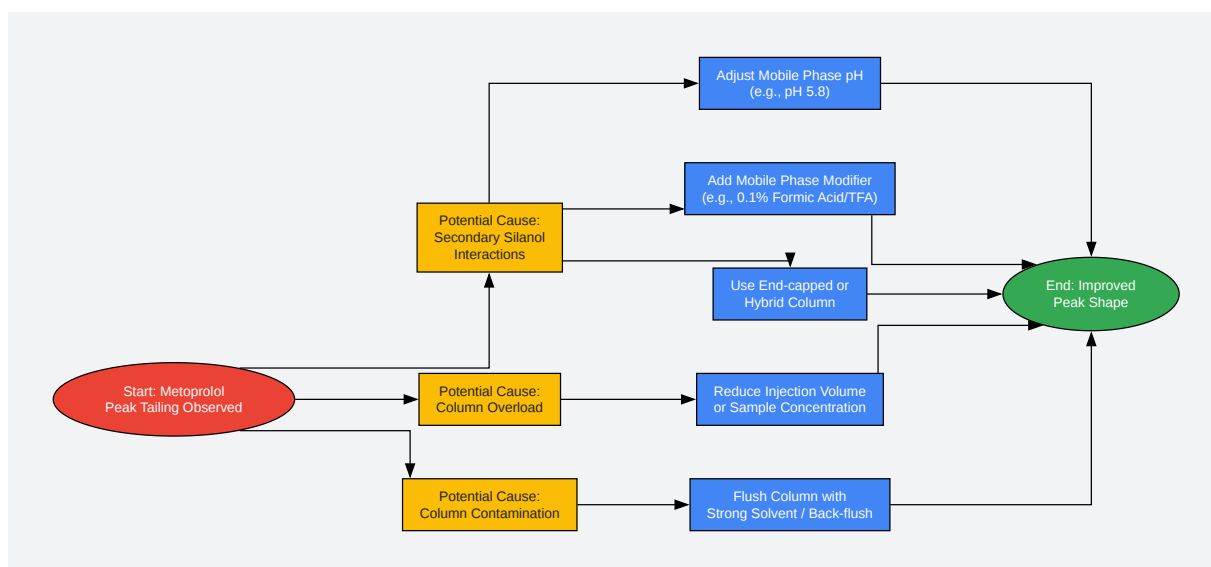 Adjust Mobile Phase pH
(e.g., pH 5.8)
Add Mobile Phase Modifier
(e.g., 0.1% Formic Acid/TFA)
Potential Cause:
Secondary Silanol
Interactions
Use End-capped or
Hybrid Column
End: Improved
Peak Shape
Start: Metoprolol
Peak Tailing Observed
Potential Cause:
Column Overload
Reduce Injection Volume
or Sample Concentration
Potential Cause:
Column Contamination
Flush Column with
Strong Solvent / Back-flush